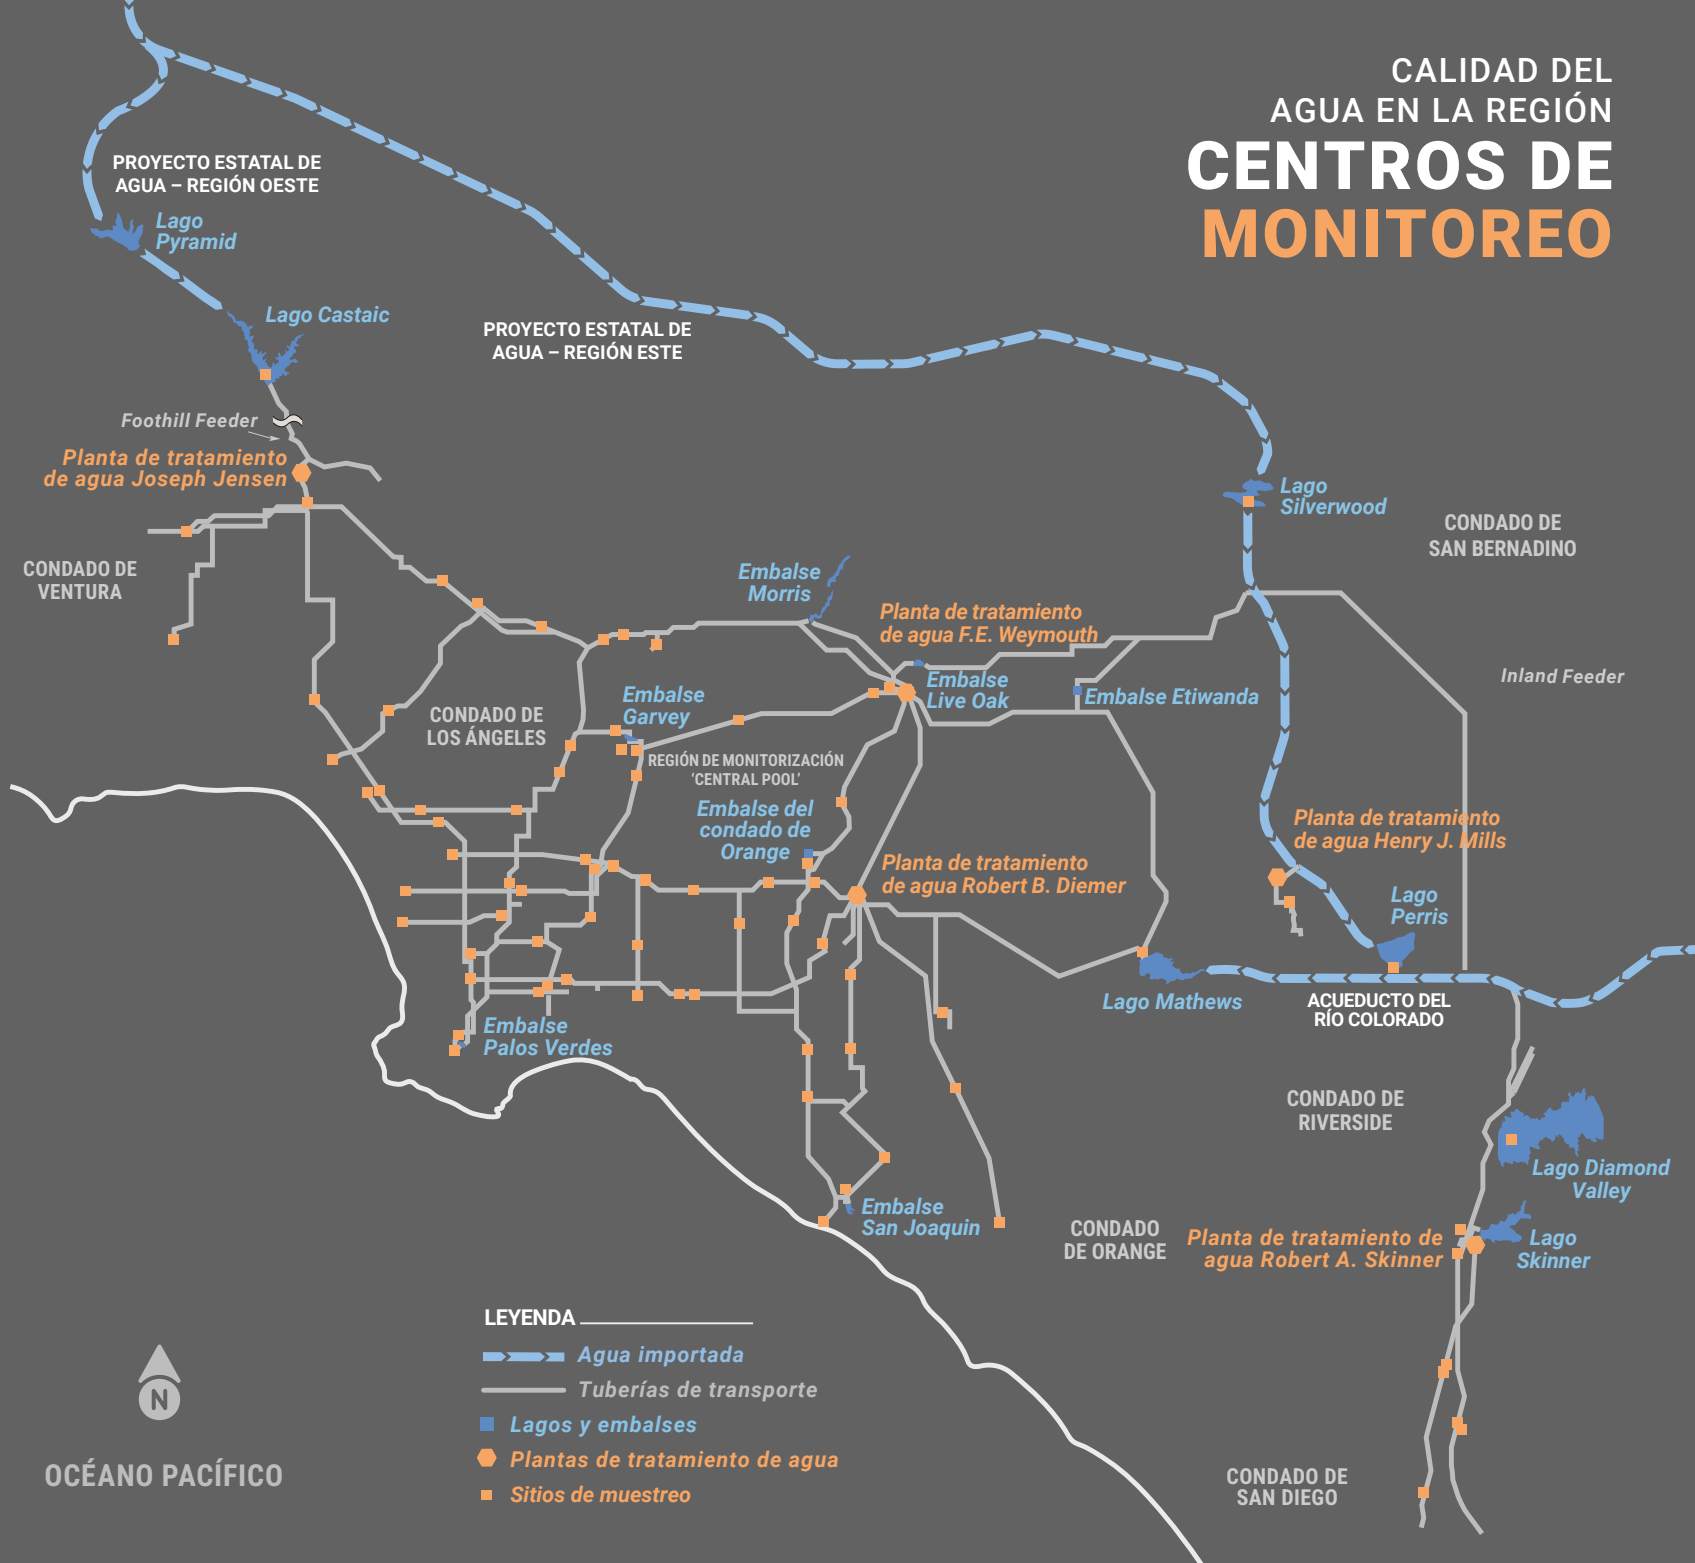 CALIDAD DEL
AGUA EN LA REGIÓN
CENTROS DE
MONITOREO
PROYECTO ESTATAL DE
AGUA – REGIÓN OESTE
Lago
Pyramid
Lago Castaic
PROYECTO ESTATAL DE
AGUA – REGIÓN ESTE
Foothill Feeder
Planta de tratamiento
de agua Joseph Jensen
Lago
Silverwood
CONDADO DE
SAN BERNADINO
CONDADO DE
VENTURA
Embalse
Morris
Planta de tratamiento
de agua F.E. Weymouth
Embalse
Live Oak
Embalse Etiwanda
Inland Feeder
Embalse
Garvey
CONDADO DE
LOS ÁNGELES
REGIÓN DE MONITORIZACIÓN
‘CENTRAL POOL’
Embalse del
condado de
Orange
Planta de tratamiento
de agua Henry J. Mills
Planta de tratamiento
de agua Robert B. Diemer
Lago
Perris
Lago Mathews
ACUEDUCTO DEL
RÍO COLORADO
Embalse
Palos Verdes
CONDADO DE
RIVERSIDE
Lago Diamond
Valley
Embalse
San Joaquin
CONDADO
DE ORANGE
Planta de tratamiento de
agua Robert A. Skinner
Lago
Skinner
LEYENDA
Agua importada
Tuberías de transporte
Lagos y embalses
Plantas de tratamiento de agua
Sitios de muestreo
N
OCÉANO PACÍFICO
CONDADO DE
SAN DIEGO